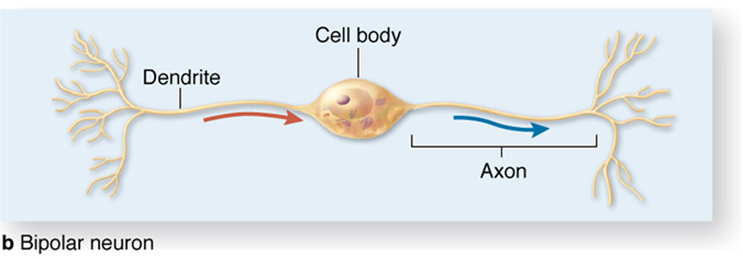 Cell body
Dendrite
Axon
b Bipolar neuron